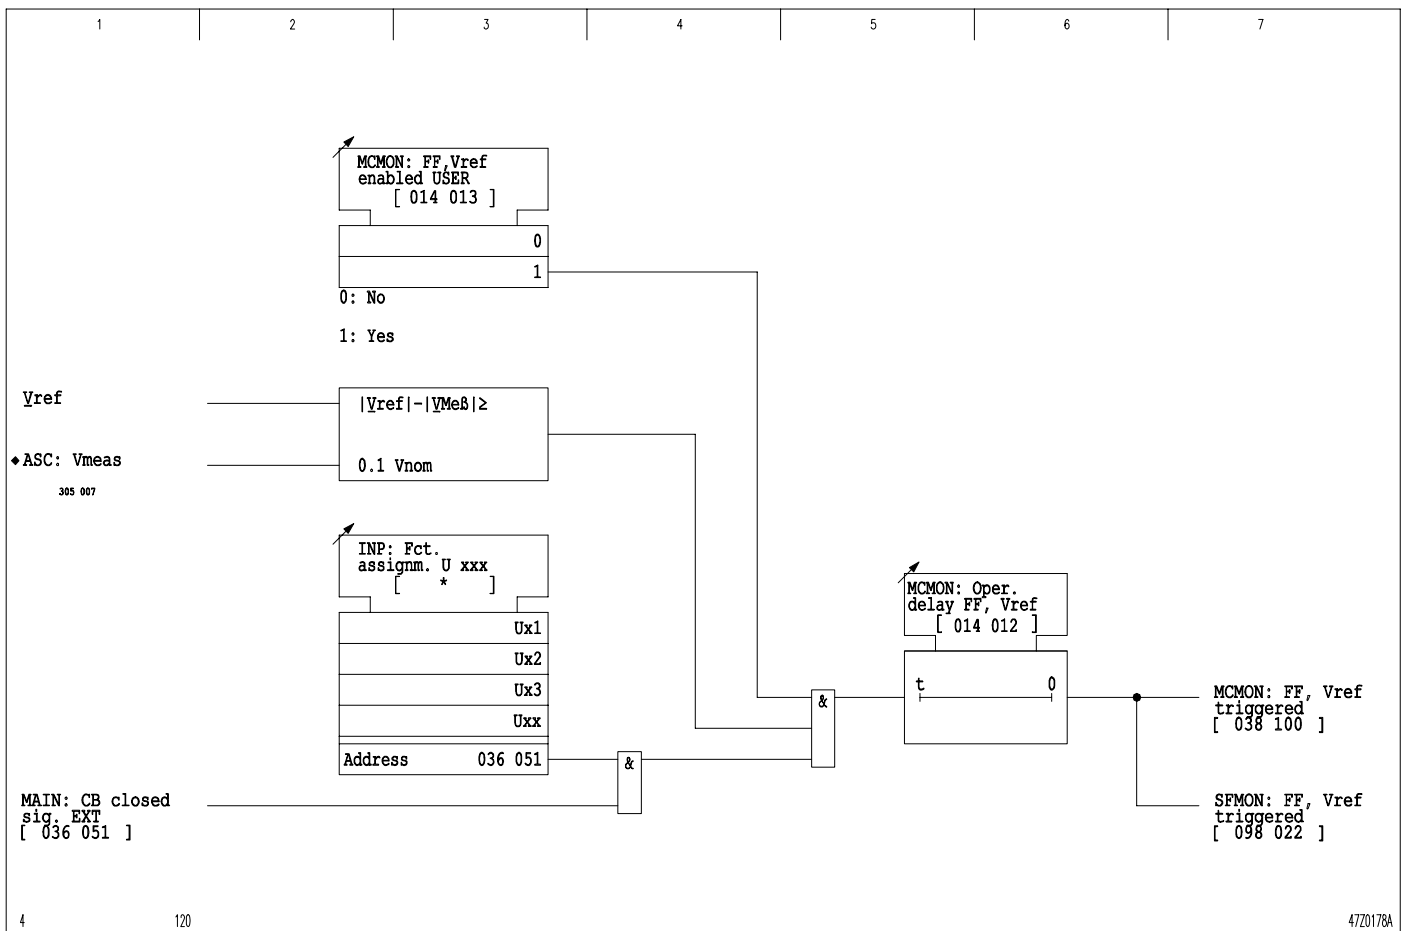 1 2 3 4 5 6 7
MCMON: FF,Vref
enabled USER
[ 014 013 ]
0
1
0: No
1: Yes
Vref
|Vref|-|VMeß|≥
◆ASC: Vmeas
0.1 Vnom
305 007
INP: Fct.
assignm. U xxx
[ * ]
Ux1
Ux2
Ux3
Uxx
Address 036 051
&
MAIN: CB closed
sig. EXT
[ 036 051 ]
&
MCMON: Oper.
delay FF, Vref
[ 014 012 ]
t 0
MCMON: FF, Vref
triggered
[ 038 100 ]
SFMON: FF, Vref
triggered
[ 098 022 ]
4 120 47Z0178A